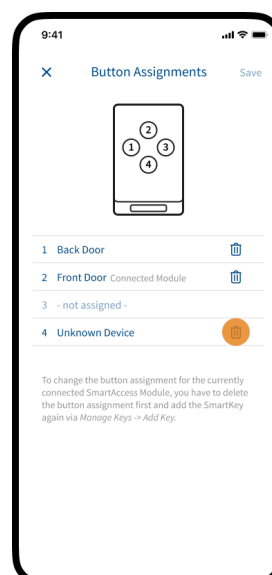 9:41
Button Assignments Save
2
1 3
4
1 Back Door
2 Front Door Connected Module
3 - not assigned -
4 Unknown Device
To change the button assignment for the currently
connected SmartAccess Module, you have to delete
the button assignment first and add the SmartKey
again via Manage Keys -> Add Key.